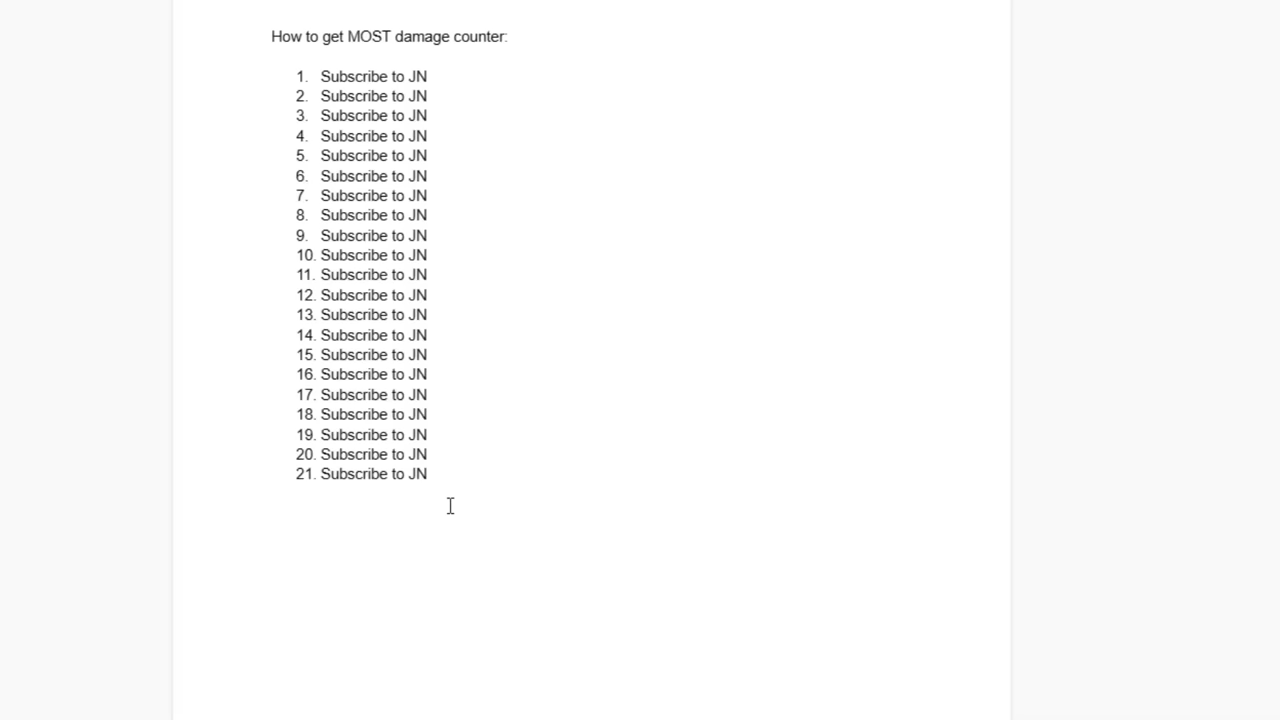 How to get MOST damage counter:
1. Subscribe to JN
2. Subscribe to JN
3. Subscribe to JN
4. Subscribe to JN
5. Subscribe to JN
6. Subscribe to JN
7. Subscribe to JN
8. Subscribe to JN
9. Subscribe to JN
10. Subscribe to JN
11. Subscribe to JN
12. Subscribe to JN
13. Subscribe to JN
14. Subscribe to JN
15. Subscribe to JN
16. Subscribe to JN
17. Subscribe to JN
18. Subscribe to JN
19. Subscribe to JN
20. Subscribe to JN
21. Subscribe to JN